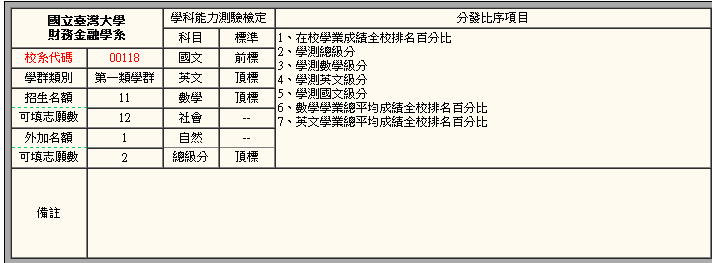 國立臺灣大學
財務金融學系
學科能力測驗檢定
分發比序項目
科目 標準
校系代碼 00118 國文 前標
學群類別 第一類學群 英文 頂標
招生名額 11 數學 頂標
可填志願數 12 社會 --
外加名額 1 自然 --
可填志願數 2 總級分 頂標
1、在校學業成績全校排名百分比
2、學測總級分
3、學測數學級分
4、學測英文級分
5、學測國文級分
6、數學學業總平均成績全校排名百分比
7、英文學業總平均成績全校排名百分比
備註